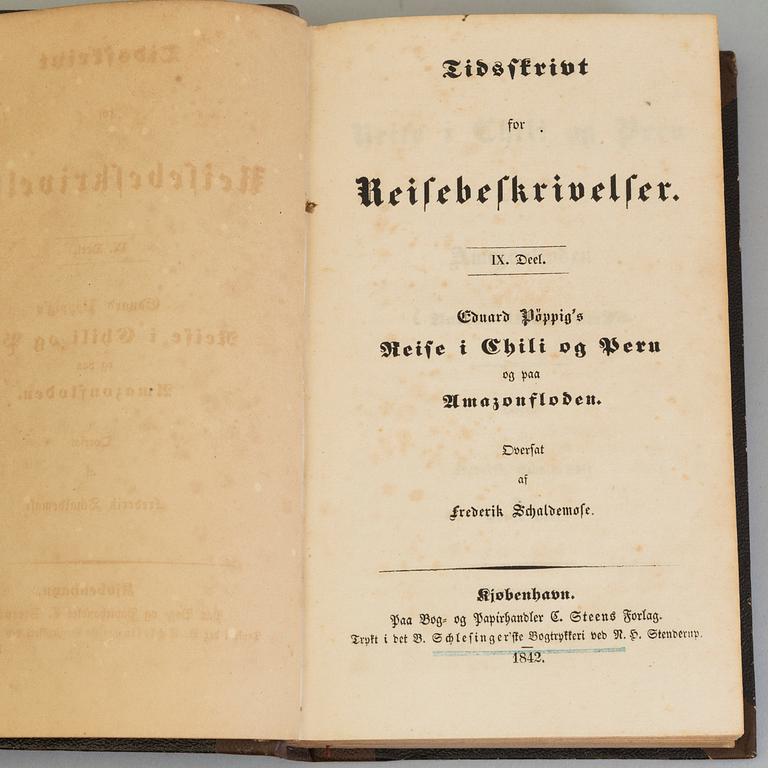 Tidsskrivt
for
Reisebeskrivelser.
IX. Deel.
Eduard Pöppig's
Reise i Chili og Peru
og paa
Amazonfloden.
Oversat
af
Frederik Schaldemose.
Kjøbenhavn.
Paa Bog- og Papirhandler C. Steens Forlag.
Trykt i det B. Schlesinger'ske Bogtrykkeri ved N. H. Stenderup.
1842.